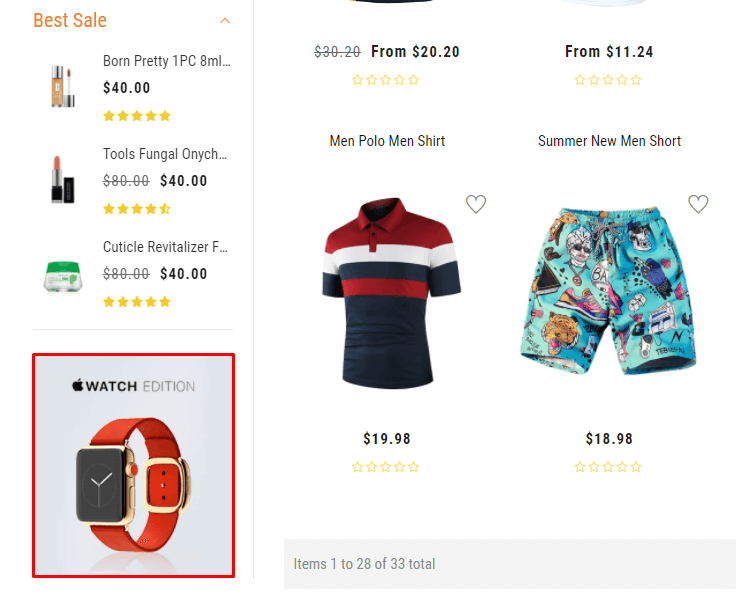 Best Sale
Born Pretty 1PC 8ml...
$40.00
Tools Fungal Onych...
$80.00 $40.00
Cuticle Revitalizer F...
$80.00 $40.00
WATCH EDITION
$30.20 From $20.20
From $11.24
Men Polo Men Shirt
Summer New Men Short
$19.98
$18.98
Items 1 to 28 of 33 total